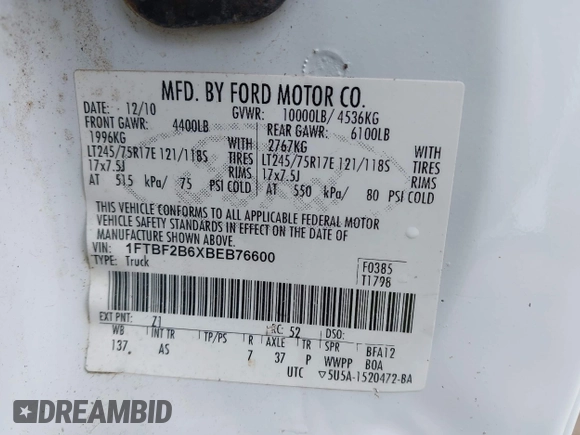 MFD. BY FORD MOTOR CO.
DATE: 12/10 GVWR: 10000LB/ 4536KG
FRONT GAWR: 4400LB REAR GAWR: 6100LB
1996KG WITH 2767KG WITH
LT245/75R17E 121/118S TIRES LT245/75R17E 121/118S TIRES
17x7.5J RIMS 17x7.5J RIMS
AT 515 kPa/ 75 PSI COLD AT 550 kPa/ 80 PSI COLD
THIS VEHICLE CONFORMS TO ALL APPLICABLE FEDERAL MOTOR
VEHICLE SAFETY STANDARDS IN EFFECT ON THE DATE OF
MANUFACTURE SHOWN ABOVE.
VIN: 1FTBF2B6XBEB76600
TYPE: Truck
F0385
T1798
EXT PNT: Z1 RC: 52 DSO:
WB INT TR TP/PS R AXLE TR SPR BFA12
137 AS 7 37 P WWPP BOA
UTC ▽5U5A-1520472-BA
DREAMBID